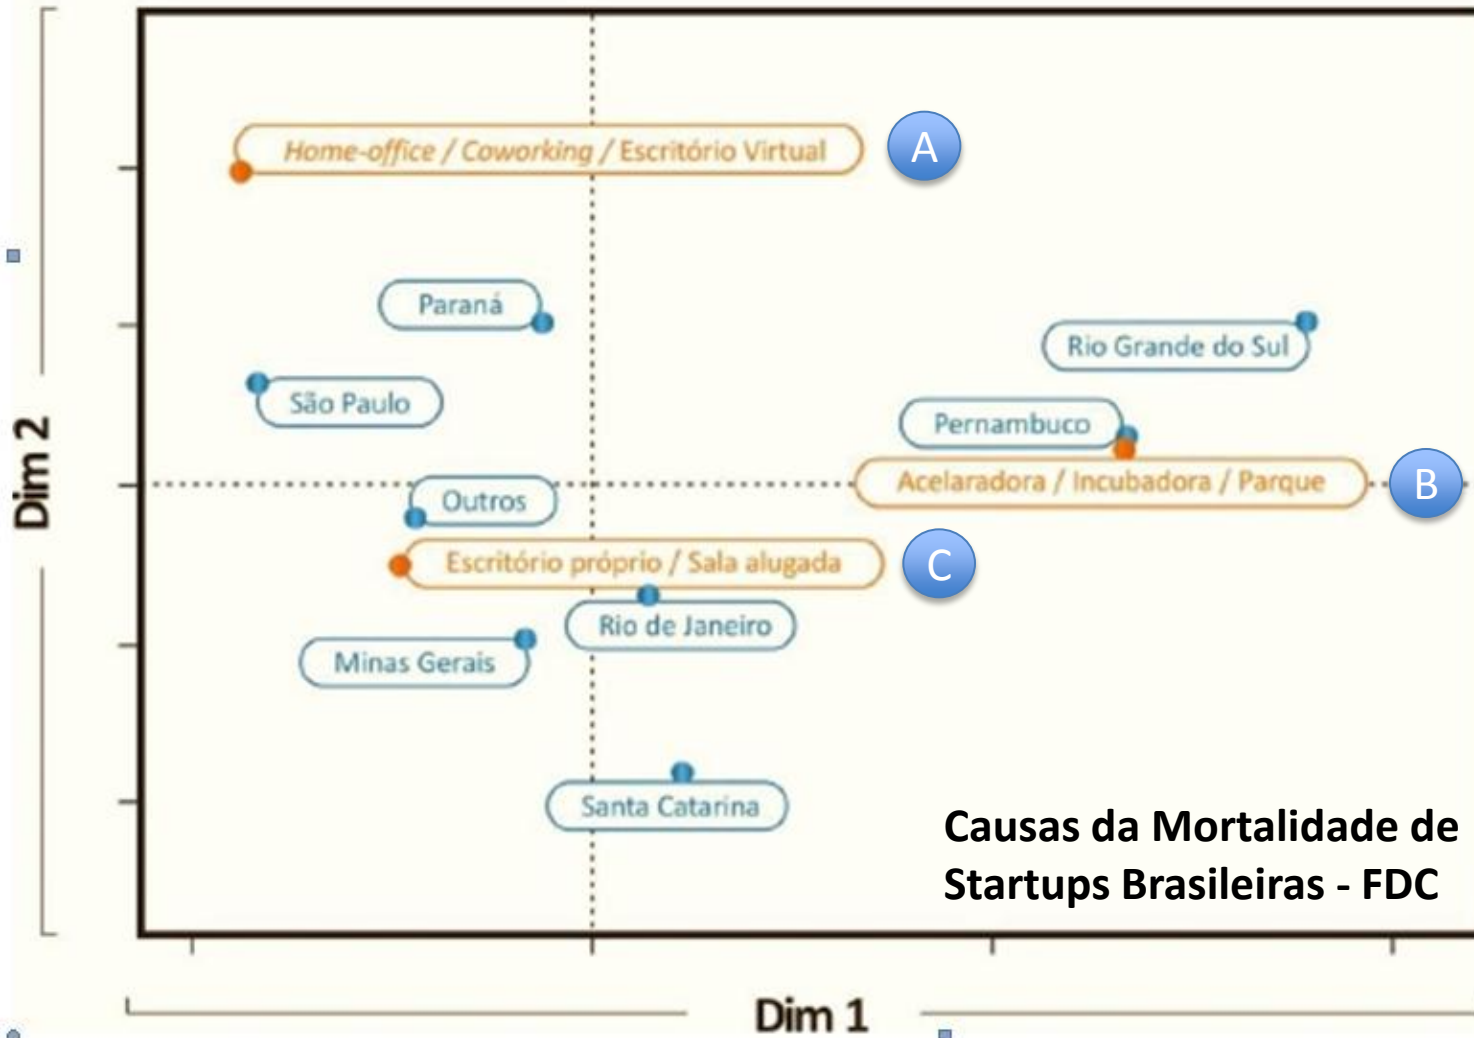 Home-office / Coworking / Escritório Virtual
A
Paraná
Rio Grande do Sul
São Paulo
Pernambuco
Acelaradora / Incubadora / Parque
B
Outros
Escritório próprio / Sala alugada
C
Rio de Janeiro
Minas Gerais
Santa Catarina
Causas da Mortalidade de
Startups Brasileiras - FDC
Dim 2
Dim 1